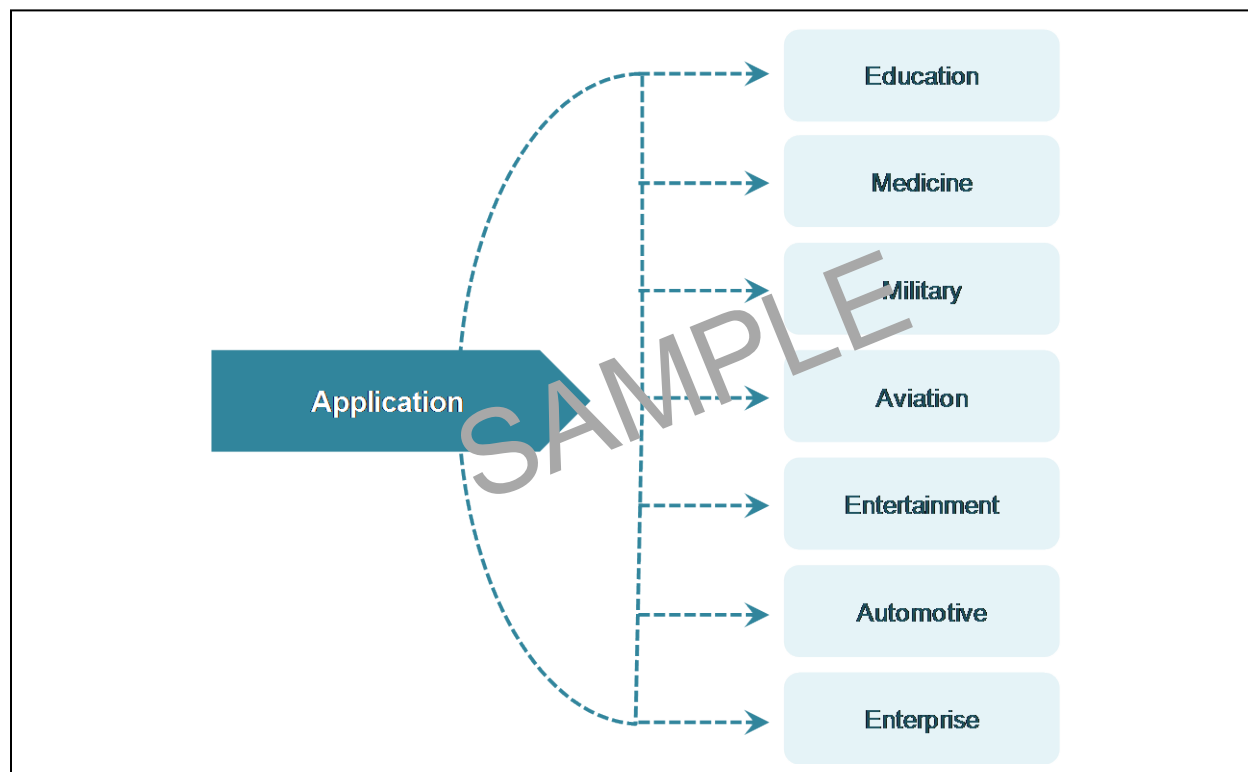 Education
Medicine
Military
Application
Aviation
Entertainment
Automotive
Enterprise
SAMPLE